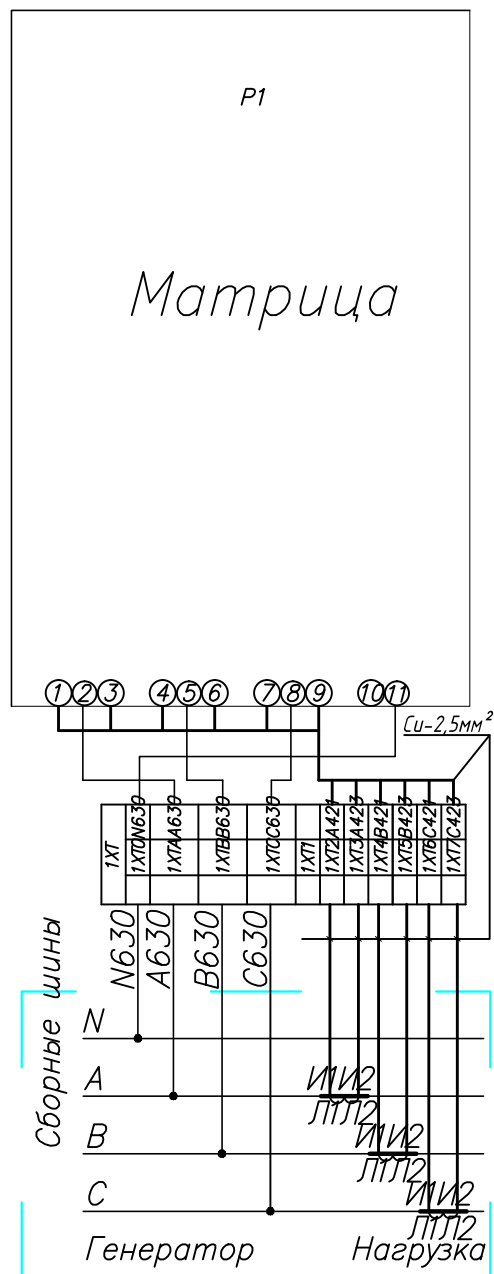 P1
Матрица
1 2 3 4 5 6 7 8 9 10 11
Cu-2,5мм²
1XT
1XT0N630
1XTAA630
1XTBB630
1XTCC630
1XT1
1XT2A421
1XT3A423
1XT4B421
1XT5B423
1XT6C421
1XT7C423
N630
A630
B630
C630
Сборные шины
N
A
И1И2
Л1Л2
B
И1И2
Л1Л2
C
И1И2
Л1Л2
Генератор
Нагрузка